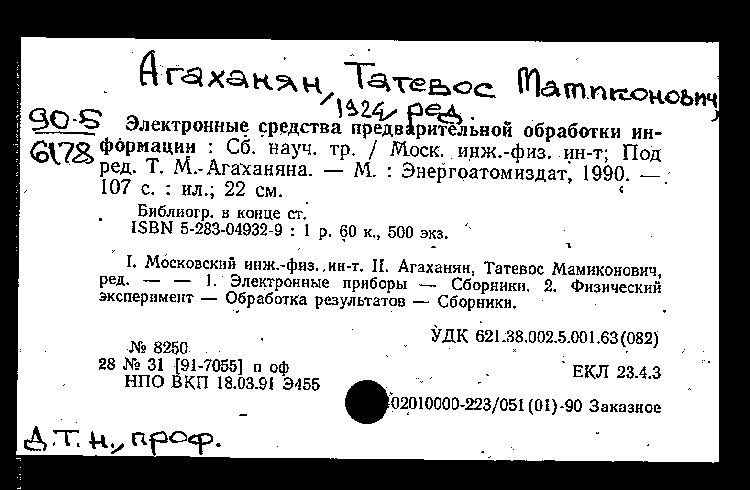 Агаханян, Татевос Мамиконович,
1924, ред.
90-5
6178
Электронные средства предварительной обработки ин-
формации : Сб. науч. тр. / Моск. инж.-физ. ин-т; Под
ред. Т. М. Агаханяна. — М. : Энергоатомиздат, 1990. —
107 с. : ил.; 22 см.
Библиогр. в конце ст.
ISBN 5-283-04932-9 : 1 р. 60 к., 500 экз.
I. Московский инж.-физ. ин-т. II. Агаханян, Татевос Мамиконович,
ред. — — 1. Электронные приборы — Сборники. 2. Физический
эксперимент — Обработка результатов — Сборники.
УДК 621.38.002.5.001.63(082)
№ 8250
28 № 31 [91-7055] п оф
ЕКЛ 23.4.3
НПО ВКП 18.03.91 Э455
02010000-223/051(01)-90 Заказное
Д.т.н., проф.